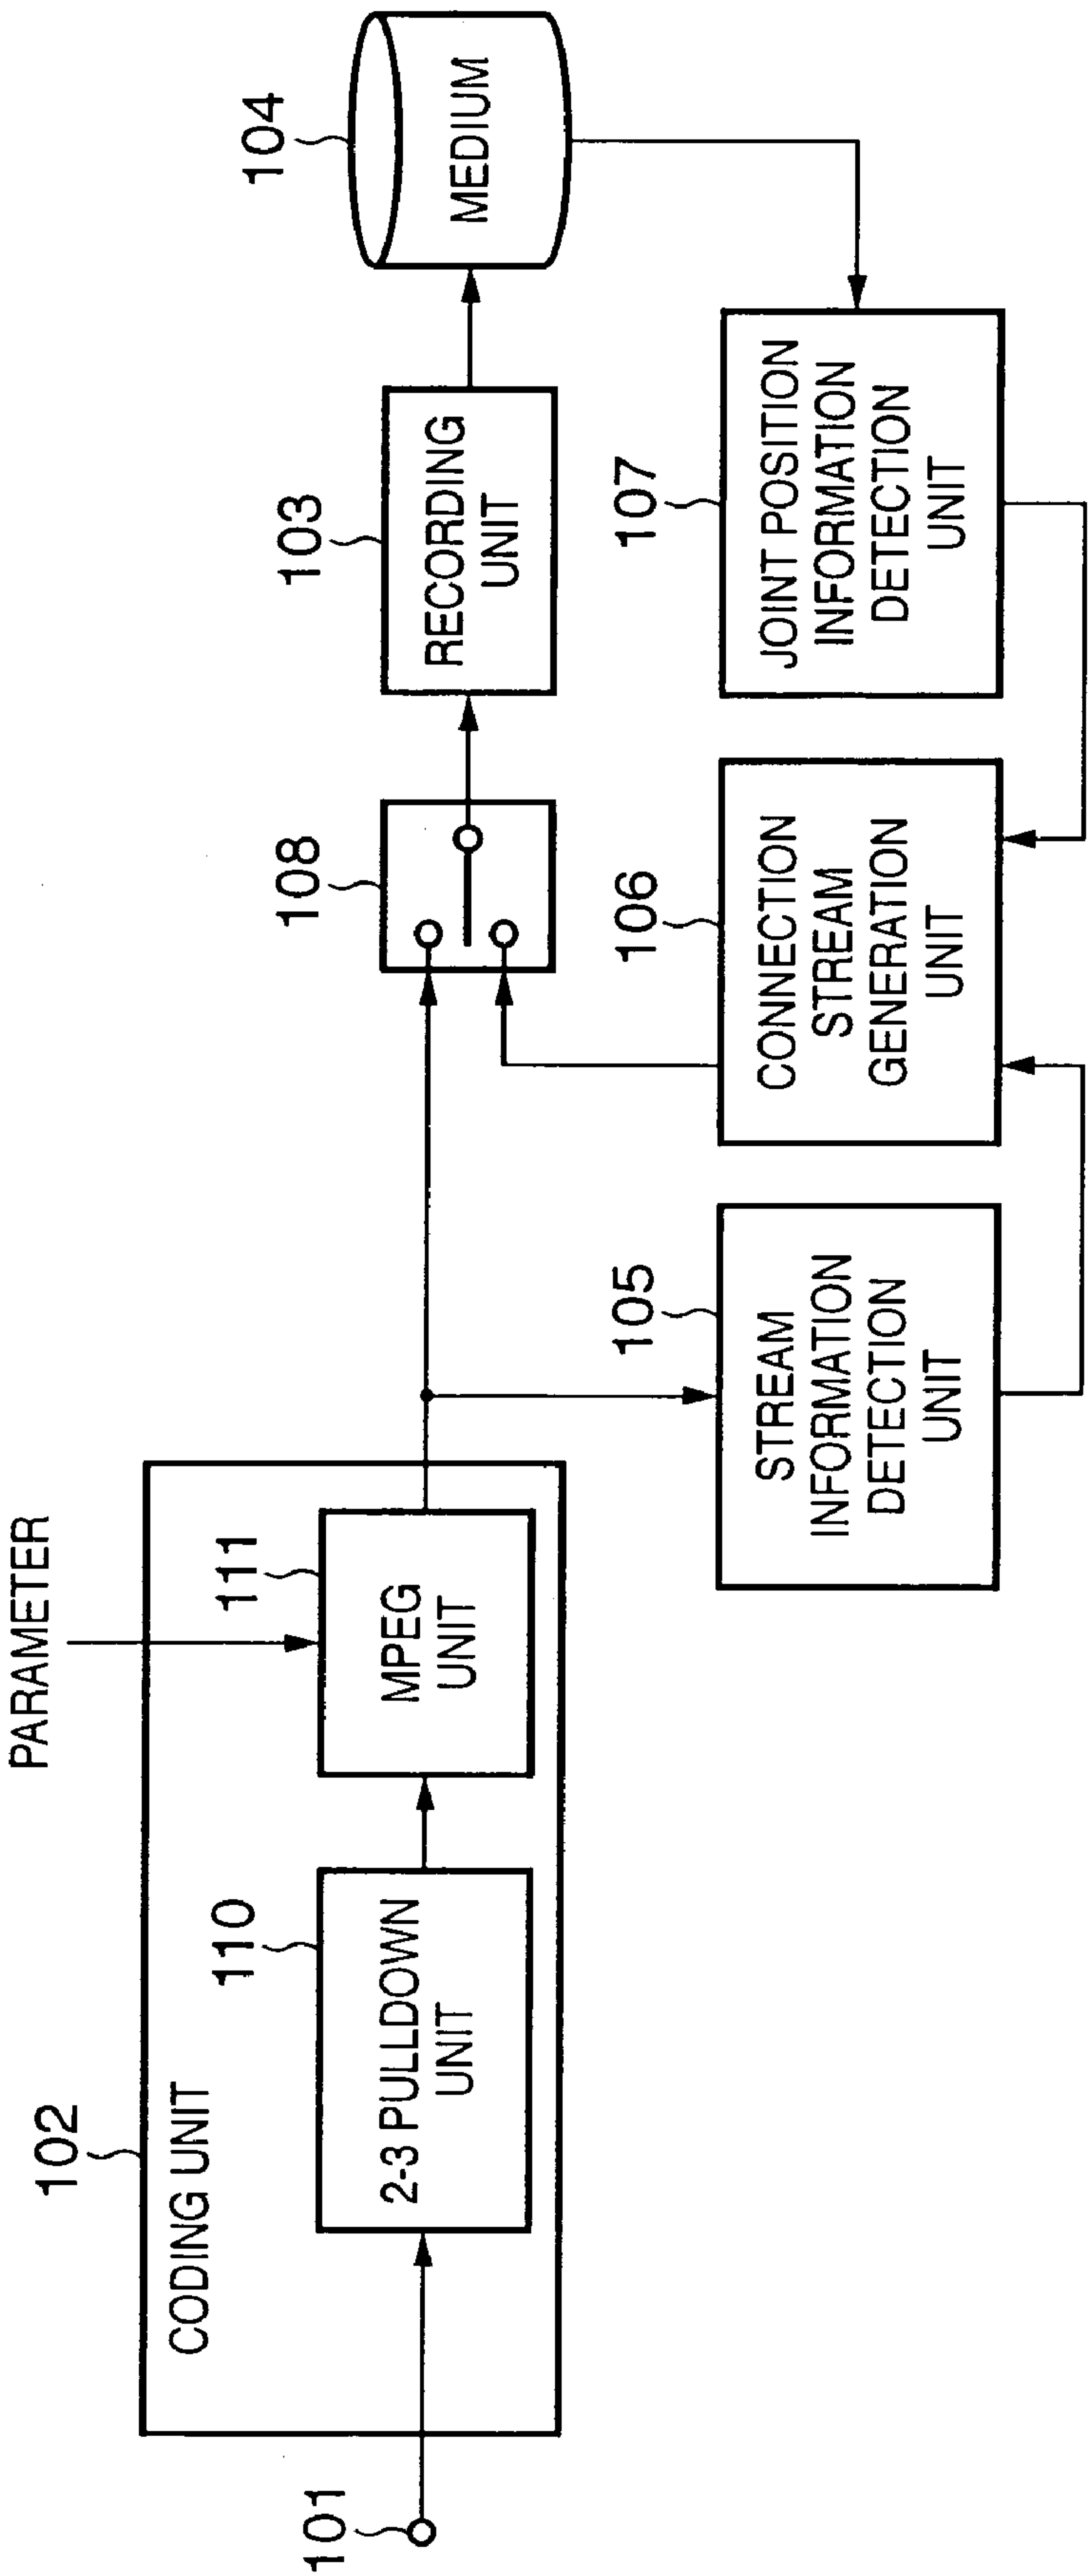 PARAMETER
102
CODING UNIT
101
110
2-3 PULLDOWN
UNIT
111
MPEG
UNIT
108
103
RECORDING
UNIT
104
MEDIUM
105
STREAM
INFORMATION
DETECTION
UNIT
106
CONNECTION
STREAM
GENERATION
UNIT
107
JOINT POSITION
INFORMATION
DETECTION
UNIT